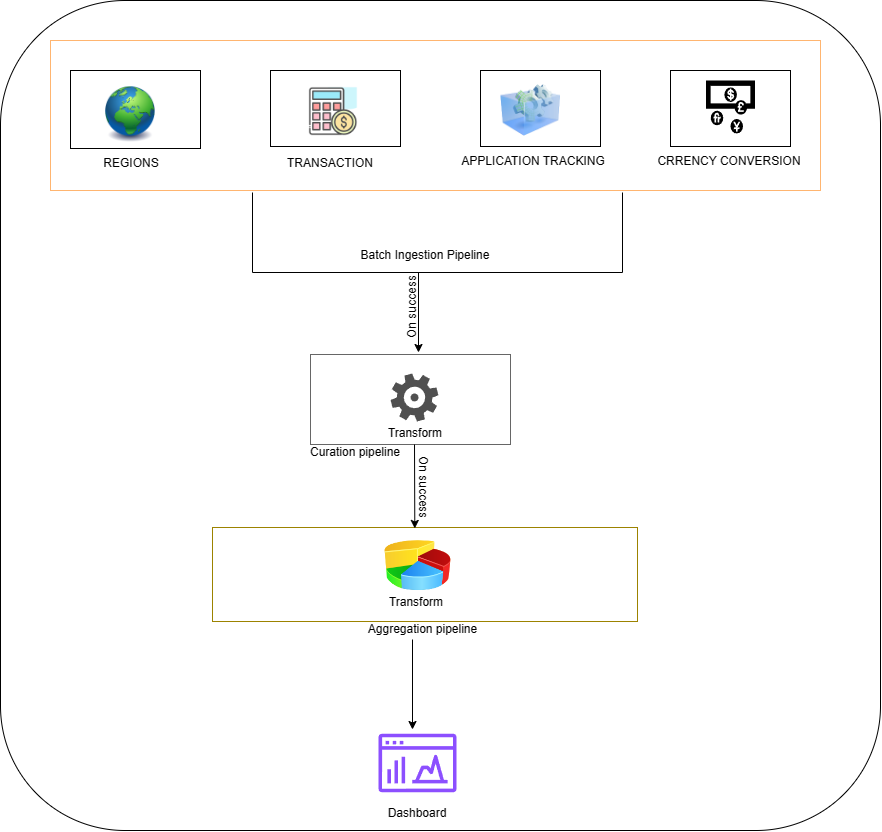 REGIONS
TRANSACTION
APPLICATION TRACKING
CRRENCY CONVERSION
Batch Ingestion Pipeline
On success
Transform
Curation pipeline
On success
Transform
Aggregation pipeline
Dashboard